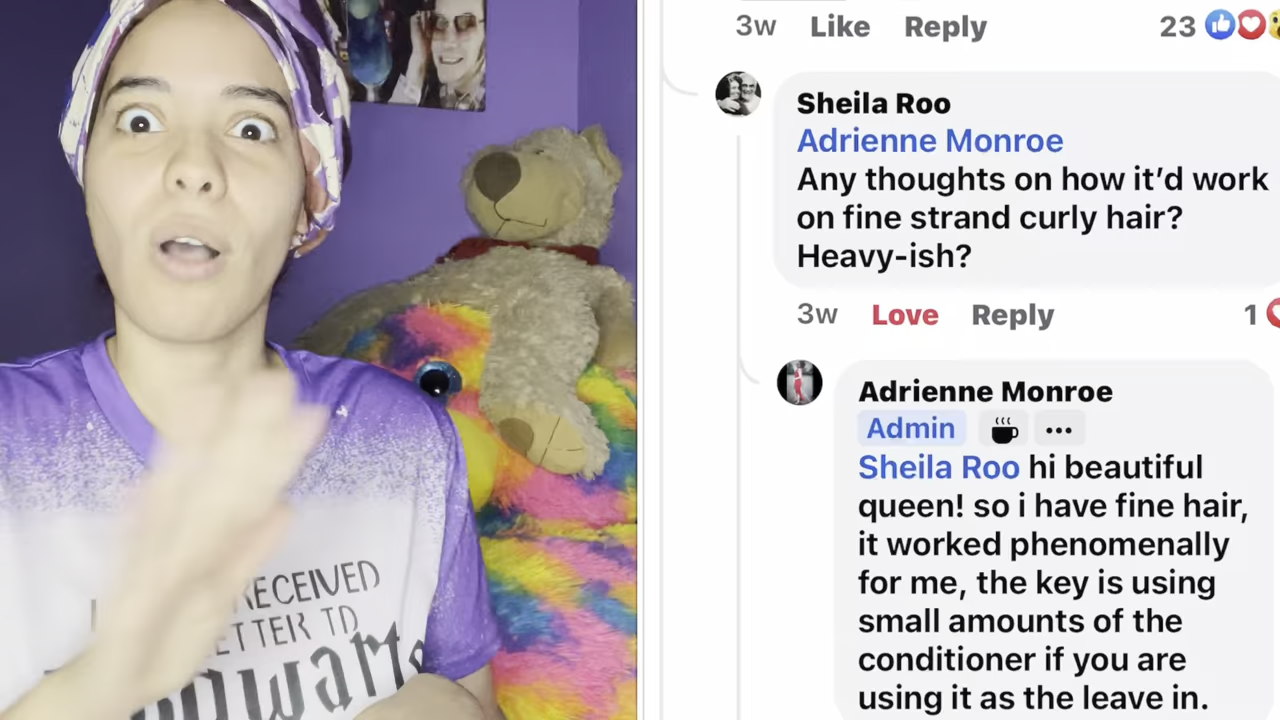 RECEIVED
ETTER TO
3w Like Reply 23
Sheila Roo
Adrienne Monroe
Any thoughts on how it’d work
on fine strand curly hair?
Heavy-ish?
3w Love Reply 1
Adrienne Monroe
Admin
Sheila Roo hi beautiful
queen! so i have fine hair,
it worked phenomenally
for me, the key is using
small amounts of the
conditioner if you are
using it as the leave in.